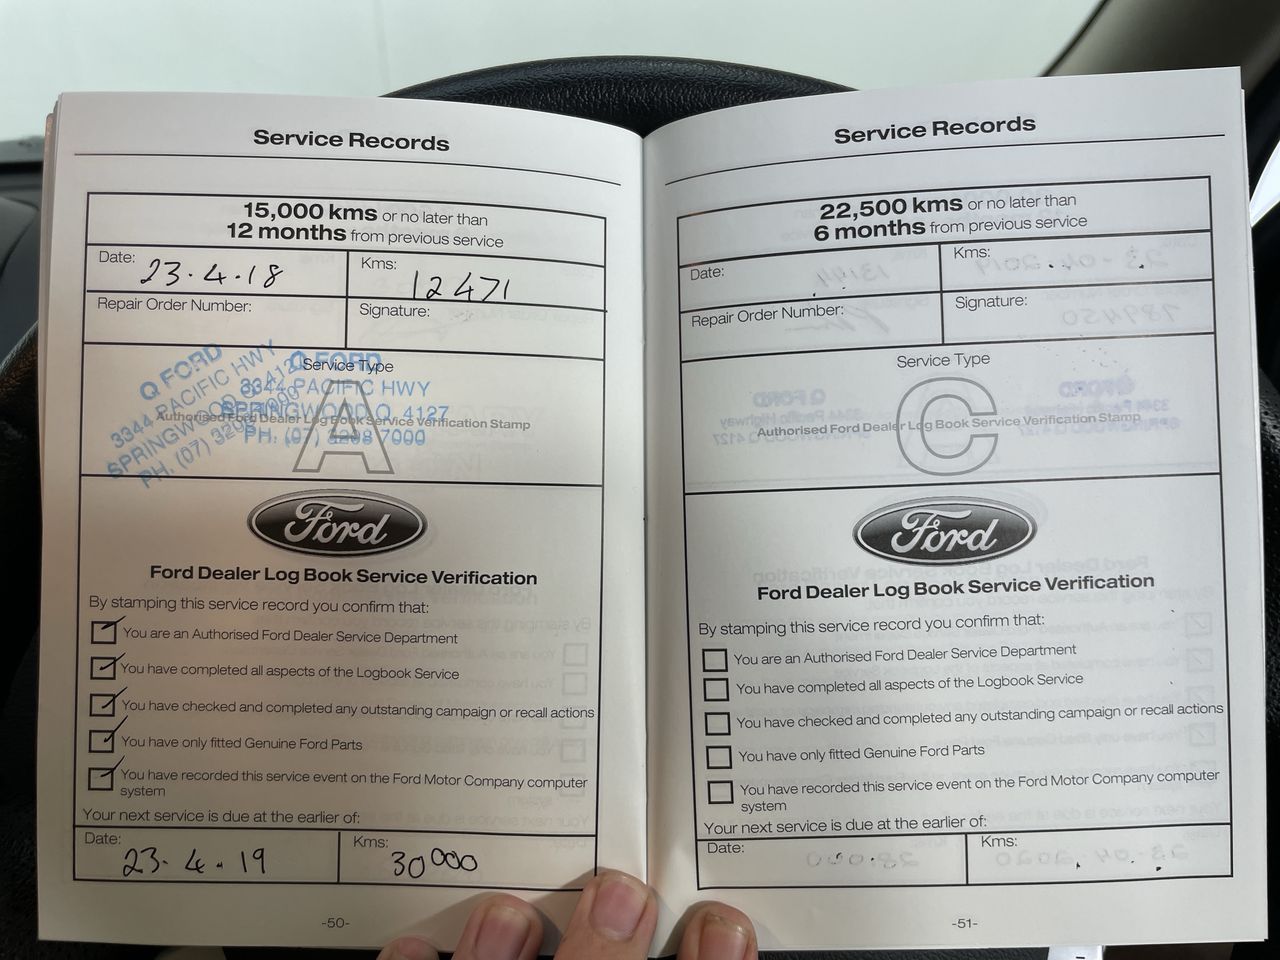 Service Records
15,000 kms or no later than
12 months from previous service
Date: 23.4.18
Kms: 12471
Repair Order Number:
Signature:
Service Type
A
Q FORD
3344 PACIFIC HWY
SPRINGWOOD Q. 4127
PH. (07) 7000
Q FORD
3344 PACIFIC HWY
SPRINGWOOD
PH. (07)
Authorised Ford Dealer Log Book Service Verification Stamp
Ford
Ford Dealer Log Book Service Verification
By stamping this service record you confirm that:
You are an Authorised Ford Dealer Service Department
You have completed all aspects of the Logbook Service
You have checked and completed any outstanding campaign or recall actions
You have only fitted Genuine Ford Parts
You have recorded this service event on the Ford Motor Company computer
system
Your next service is due at the earlier of:
Date: 23.4.19
Kms: 30000
-50-
Service Records
22,500 kms or no later than
6 months from previous service
Date:
Kms:
Repair Order Number:
Signature:
Service Type
C
Authorised Ford Dealer Log Book Service Verification Stamp
Ford
Ford Dealer Log Book Service Verification
By stamping this service record you confirm that:
You are an Authorised Ford Dealer Service Department
You have completed all aspects of the Logbook Service
You have checked and completed any outstanding campaign or recall actions
You have only fitted Genuine Ford Parts
You have recorded this service event on the Ford Motor Company computer
system
Your next service is due at the earlier of:
Date:
Kms:
-51-